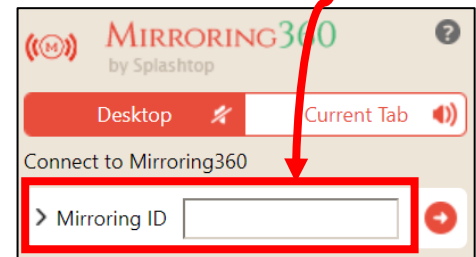 ((M)) MIRRORING360 ?
by Splashtop
Desktop Current Tab
Connect to Mirroring360
Mirroring ID